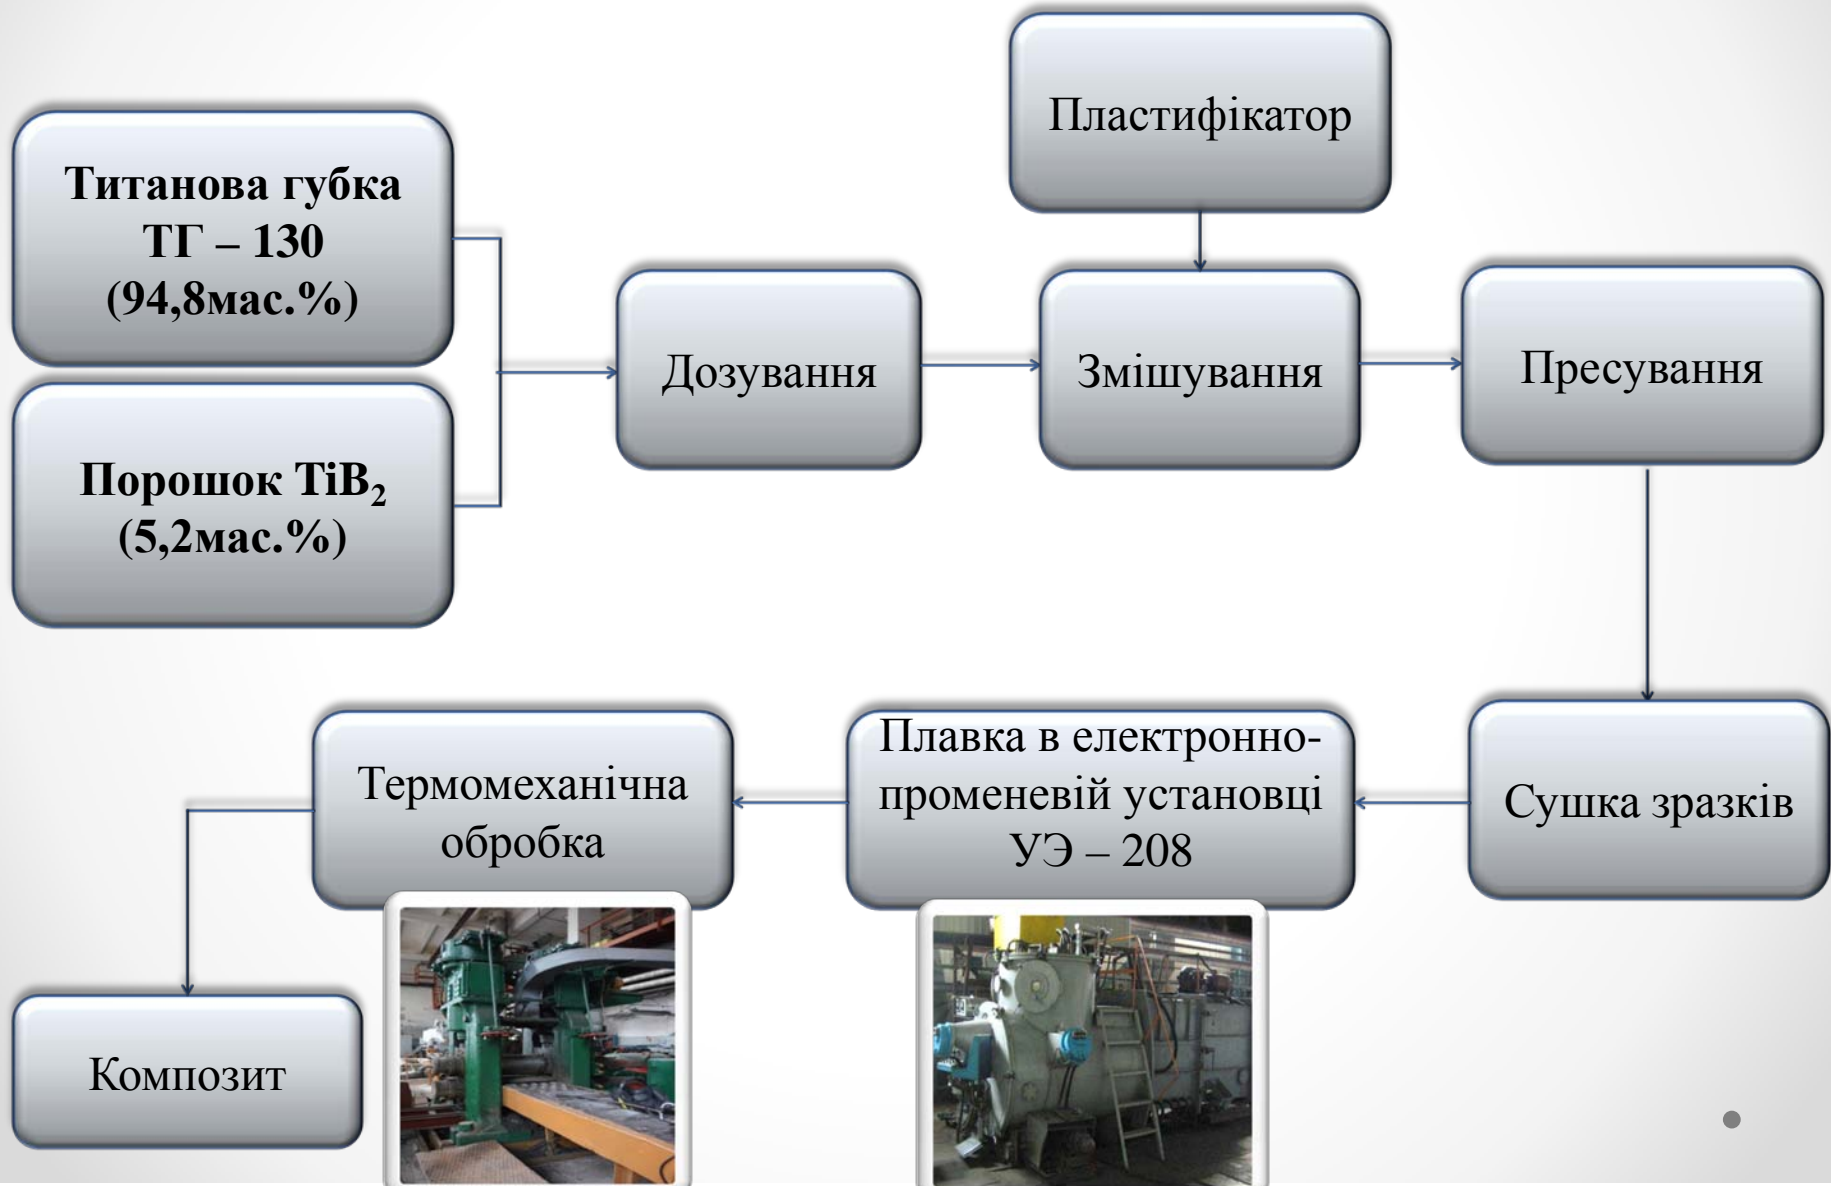 Пластифікатор
Титанова губка
ТГ – 130
(94,8мас.%)
Порошок ТіВ₂
(5,2мас.%)
Дозування
Змішування
Пресування
Сушка зразків
Плавка в електронно-
променевій установці
УЭ – 208
Термомеханічна
обробка
Композит